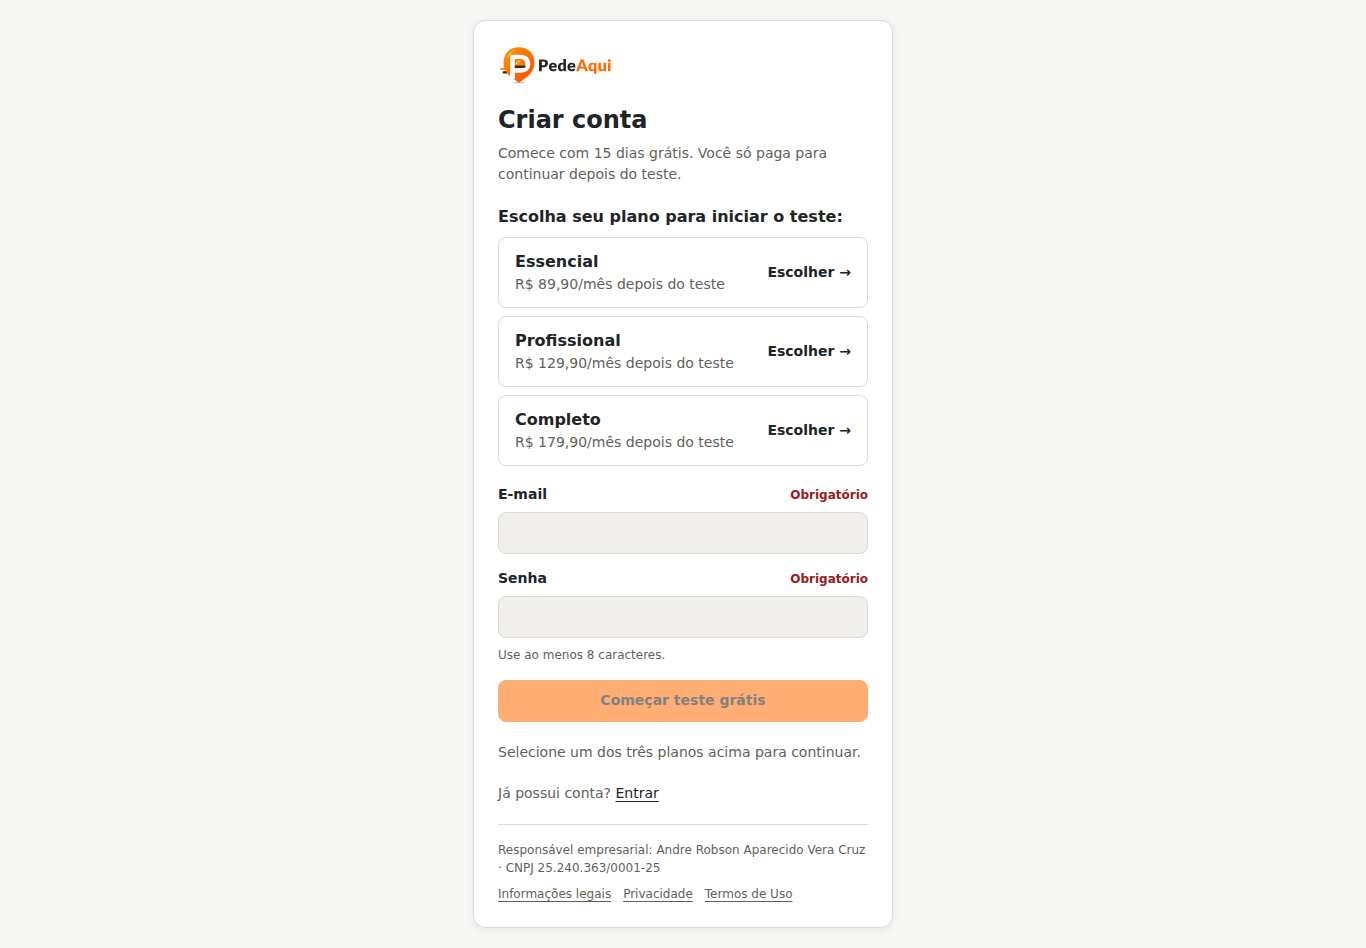 PedeAqui
Criar conta
Comece com 15 dias grátis. Você só paga para
continuar depois do teste.
Escolha seu plano para iniciar o teste:
Essencial
R$ 89,90/mês depois do teste
Escolher →
Profissional
R$ 129,90/mês depois do teste
Escolher →
Completo
R$ 179,90/mês depois do teste
Escolher →
E-mail
Obrigatório
Senha
Obrigatório
Use ao menos 8 caracteres.
Começar teste grátis
Selecione um dos três planos acima para continuar.
Já possui conta? Entrar
Responsável empresarial: Andre Robson Aparecido Vera Cruz
· CNPJ 25.240.363/0001-25
Informações legais Privacidade Termos de Uso